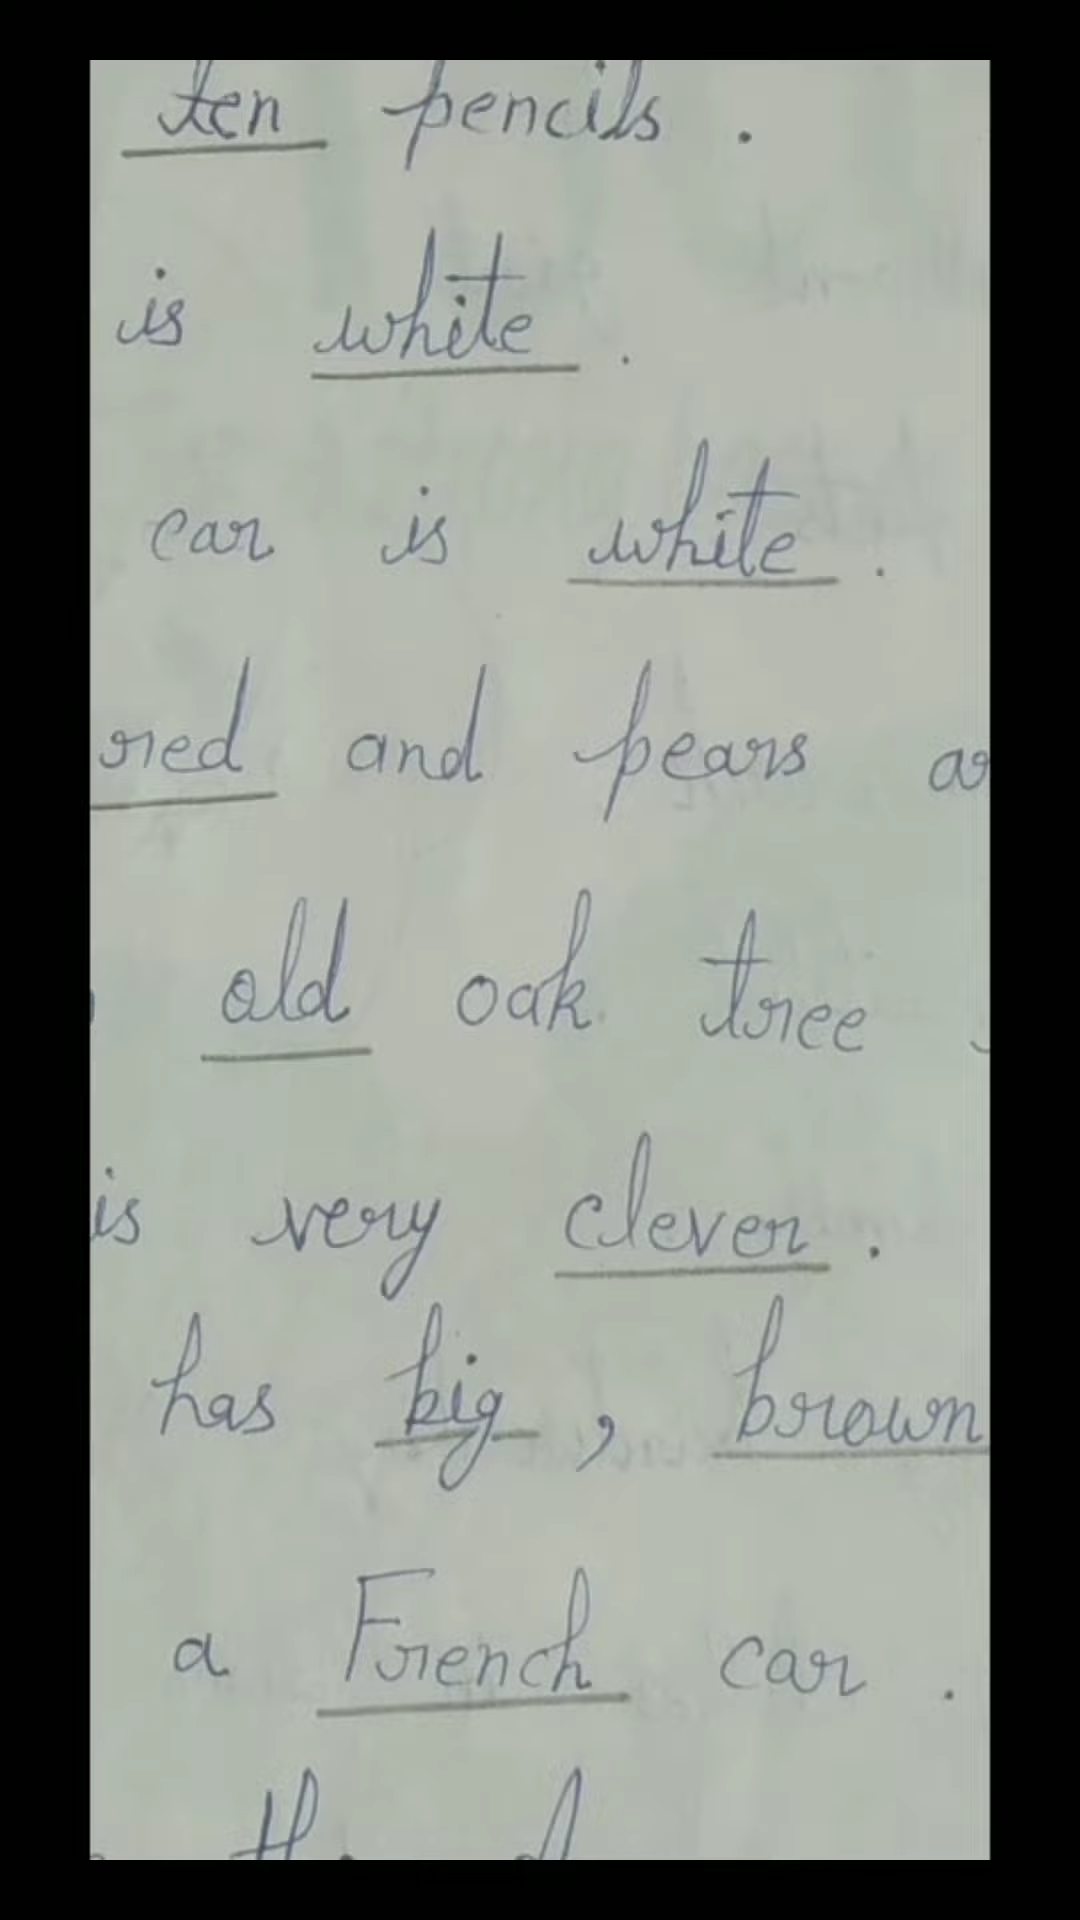 ten pencils.
is white.
car is white.
red and pears
old oak tree
is very clever.
has big, brown
a French car.